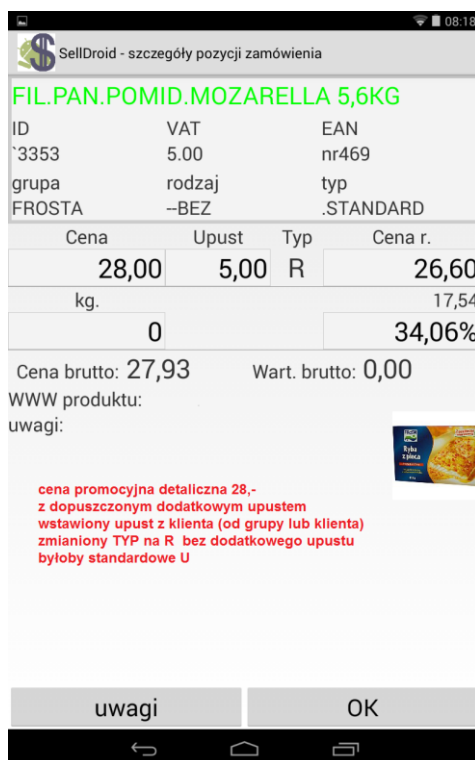 08:18
SellDroid - szczegóły pozycji zamówienia
FIL.PAN.POMID.MOZARELLA 5,6KG
ID VAT EAN
`3353 5.00 nr469
grupa rodzaj typ
FROSTA --BEZ .STANDARD
Cena Upust Typ Cena r.
28,00 5,00 R 26,60
kg. 17,54
0 34,06%
Cena brutto: 27,93 Wart. brutto: 0,00
WWW produktu:
uwagi:
Ryba
z pieca
cena promocyjna detaliczna 28,-
z dopuszczonym dodatkowym upustem
wstawiony upust z klienta (od grupy lub klienta)
zmianiony TYP na R bez dodatkowego upustu
byłoby standardowe U
uwagi OK